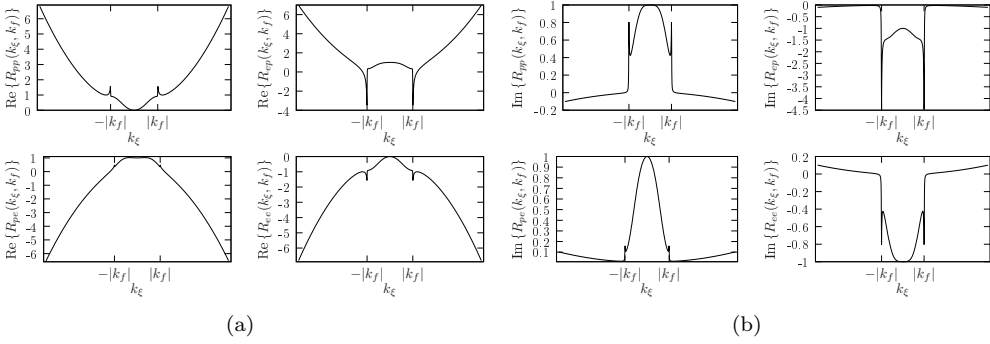 Re {R_pp(k_ξ, k_f)}
6
5
4
3
2
1
0
−|k_f| |k_f|
k_ξ
Re {R_ep(k_ξ, k_f)}
6
4
2
0
-2
-4
−|k_f| |k_f|
k_ξ
Im {R_pp(k_ξ, k_f)}
1
0.8
0.6
0.4
0.2
0
-0.2
−|k_f| |k_f|
k_ξ
Im {R_ep(k_ξ, k_f)}
0
-0.5
-1
-1.5
-2
-2.5
-3
-3.5
-4
-4.5
−|k_f| |k_f|
k_ξ
Re {R_pe(k_ξ, k_f)}
1
0
-1
-2
-3
-4
-5
-6
−|k_f| |k_f|
k_ξ
Re {R_ee(k_ξ, k_f)}
0
-1
-2
-3
-4
-5
-6
−|k_f| |k_f|
k_ξ
Im {R_pe(k_ξ, k_f)}
1
0.9
0.8
0.7
0.6
0.5
0.4
0.3
0.2
0.1
−|k_f| |k_f|
k_ξ
Im {R_ee(k_ξ, k_f)}
0.2
0
-0.2
-0.4
-0.6
-0.8
-1
−|k_f| |k_f|
k_ξ
(a) (b)